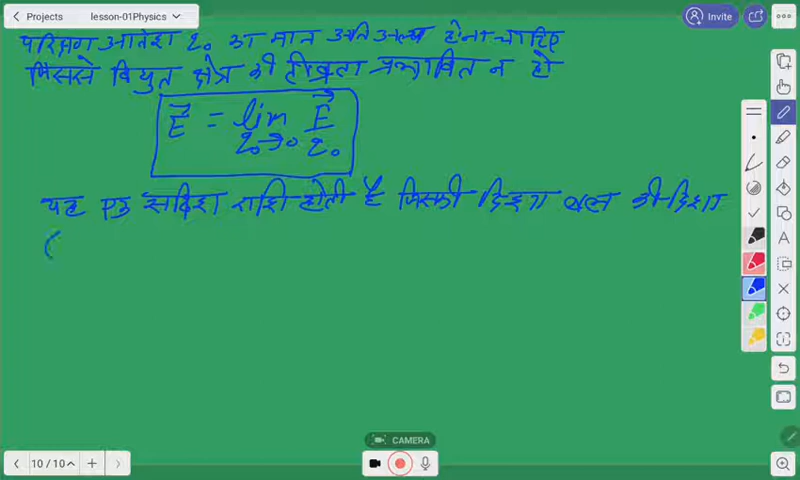 Projects lesson-01Physics Invite
परिक्षण आवेश q₀ का मान अति अल्प होना चाहिए
जिससे विद्युत क्षेत्र की तीव्रता प्रभावित न हो
E⃗ = lim E⃗
q₀→0 q₀
यह एक सदिश राशि होती है जिसकी दिशा बल की दिशा
(
CAMERA
10/10